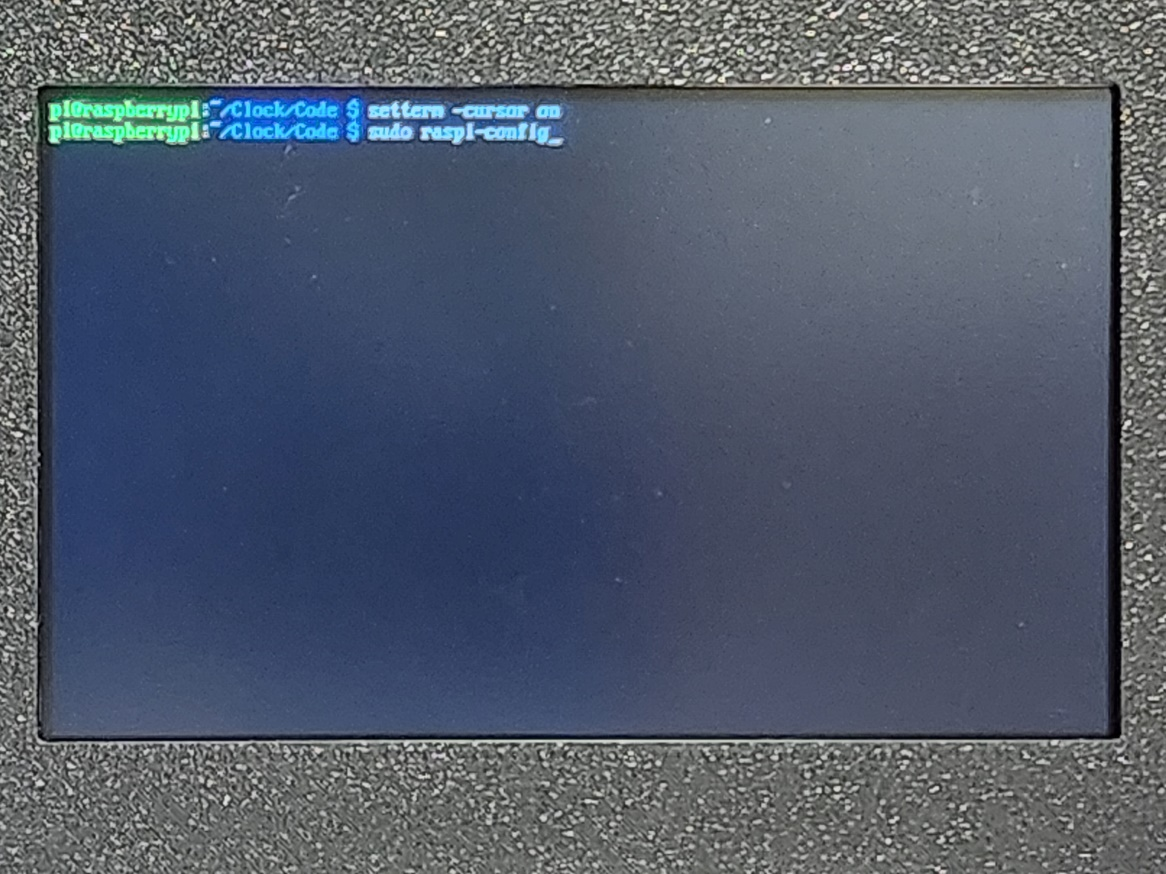 pi@raspberrypi:~/Clock/Code $ setterm -cursor on
pi@raspberrypi:~/Clock/Code $ sudo raspi-config_